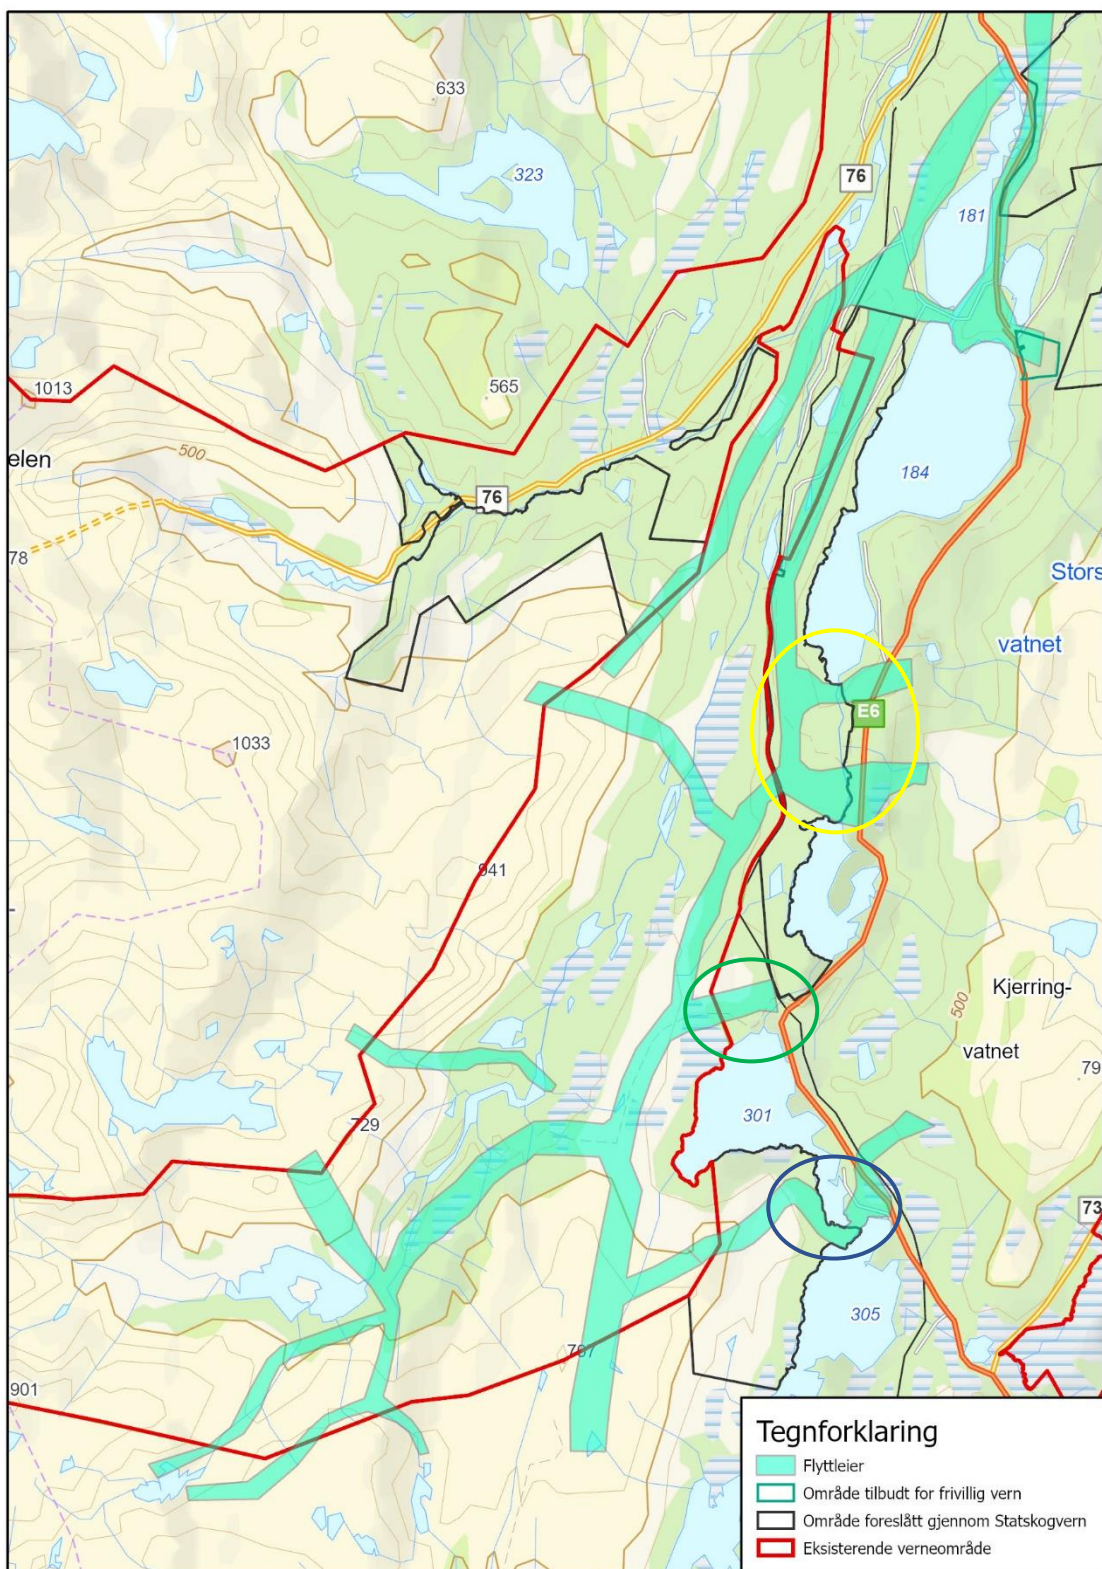 633
323
76
181
1013
565
elen
500
184
76
78
Stors
vatnet
E6
1033
941
Kjerring-
500
vatnet
79
301
729
73
305
797
901
Tegnforklaring
Flyttleier
Område tilbudt for frivillig vern
Område foreslått gjennom Statskogvern
Eksisterende verneområde